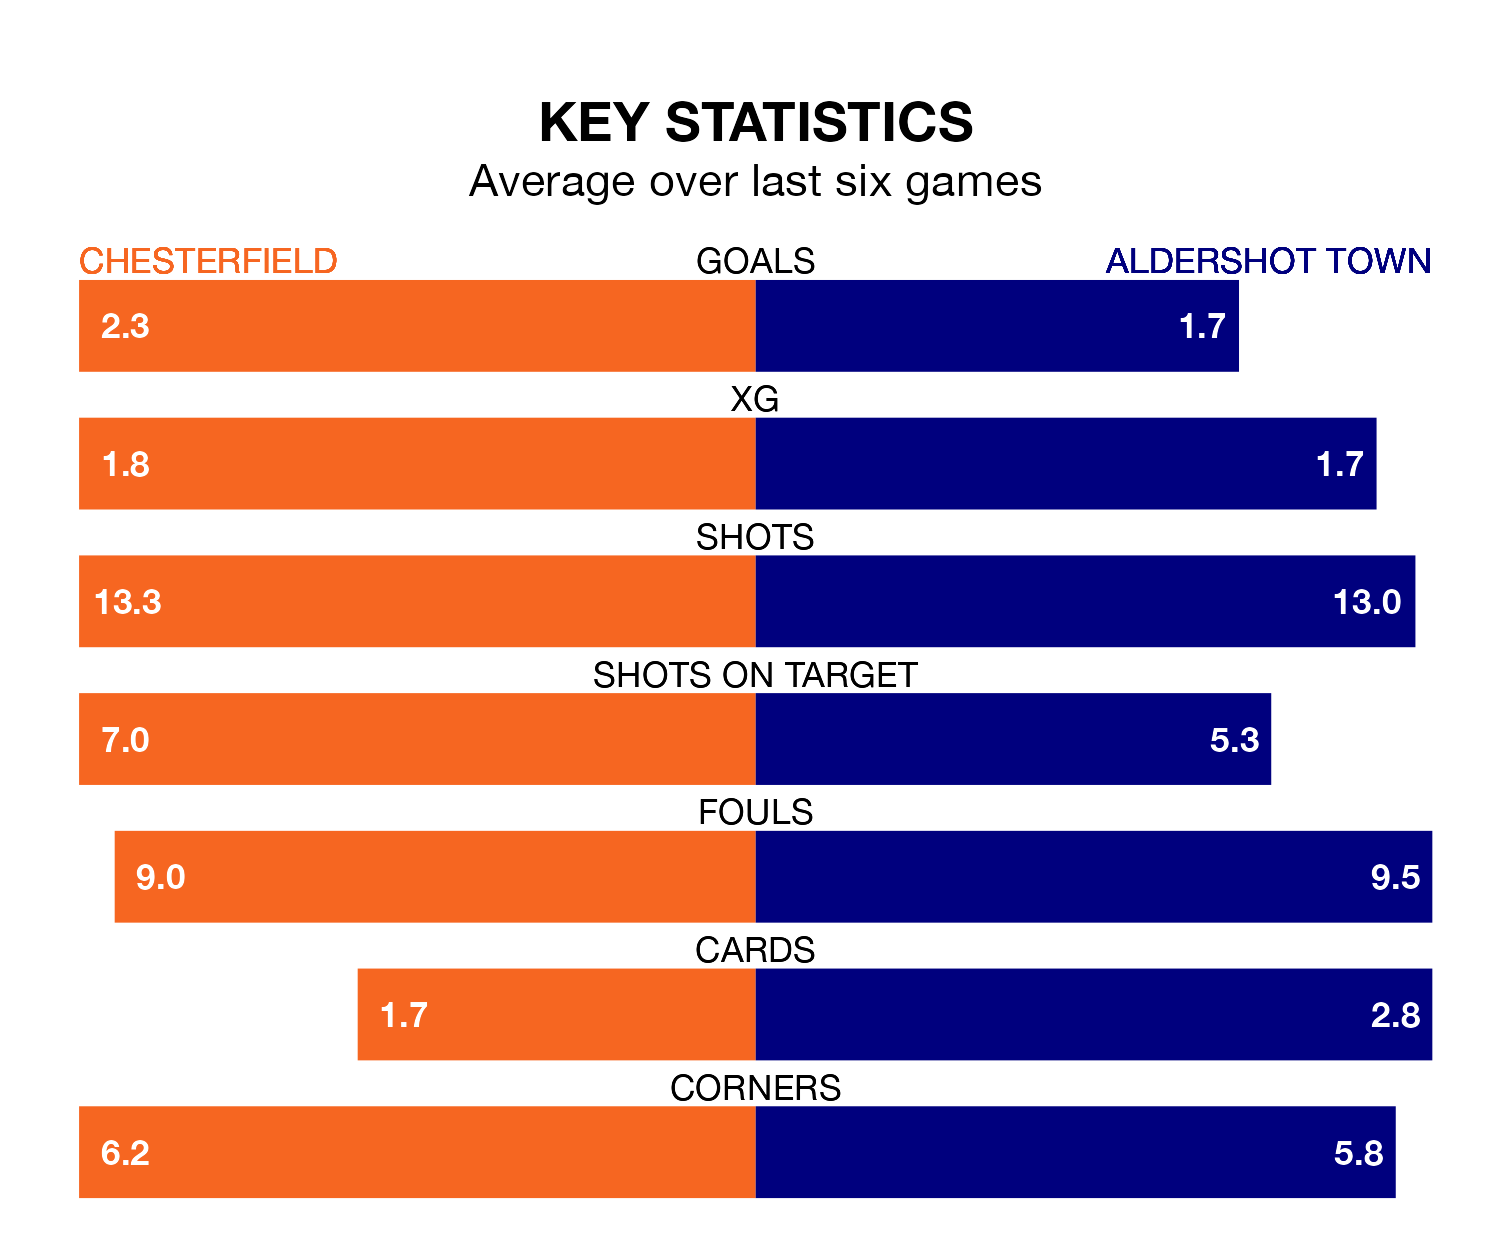 KEY STATISTICS
Average over last six games
CHESTERFIELD GOALS ALDERSHOT TOWN
2.3 1.7
XG
1.8 1.7
SHOTS
13.3 13.0
SHOTS ON TARGET
7.0 5.3
FOULS
9.0 9.5
CARDS
1.7 2.8
CORNERS
6.2 5.8